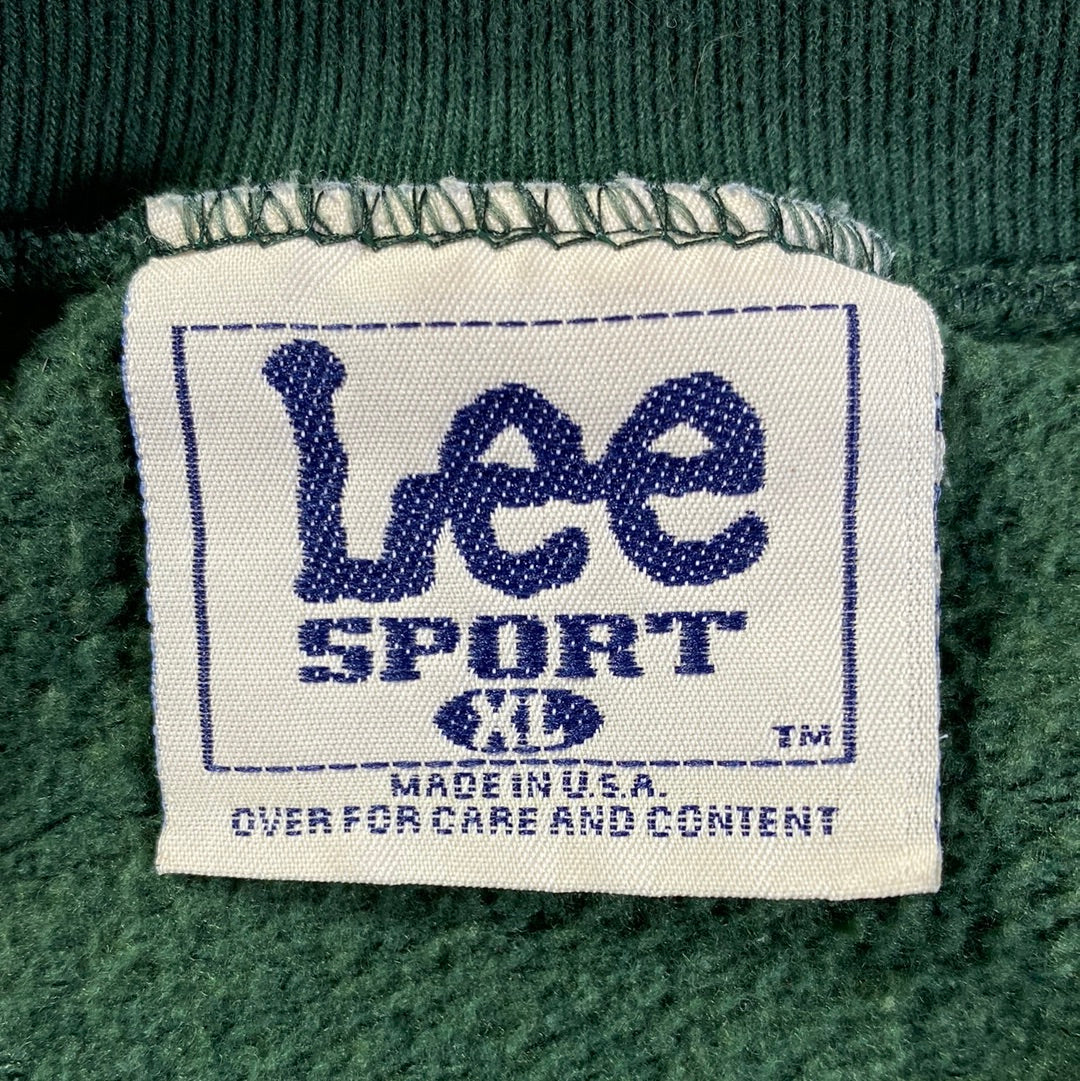 Lee
SPORT
XL
TM
MADE IN U.S.A.
OVER FOR CARE AND CONTENT